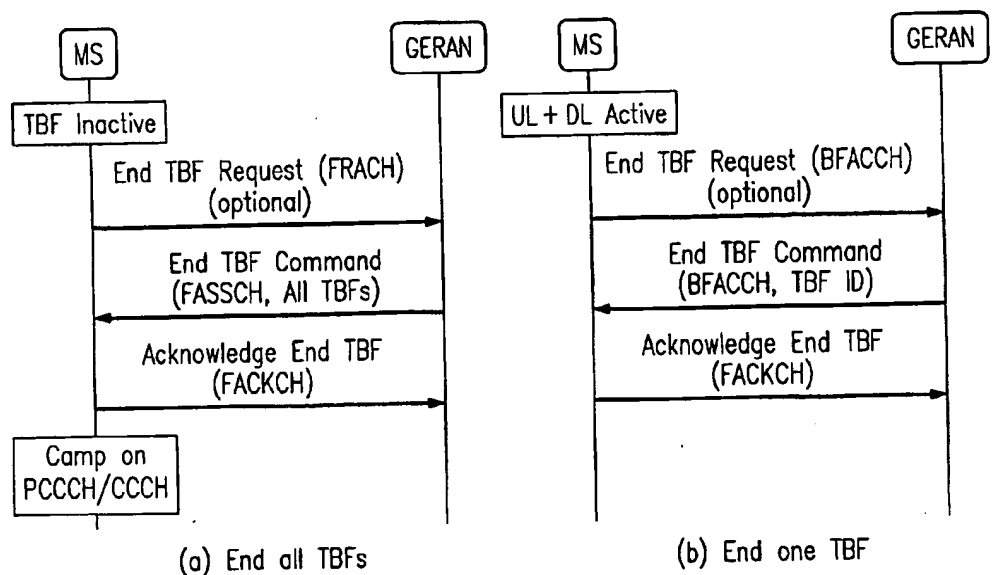 MS
GERAN
TBF Inactive
End TBF Request (FRACH)
(optional)
End TBF Command
(FASSCH, All TBFs)
Acknowledge End TBF
(FACKCH)
Camp on
PCCCH/CCCH
(a) End all TBFs
MS
GERAN
UL + DL Active
End TBF Request (BFACCH)
(optional)
End TBF Command
(BFACCH, TBF ID)
Acknowledge End TBF
(FACKCH)
(b) End one TBF